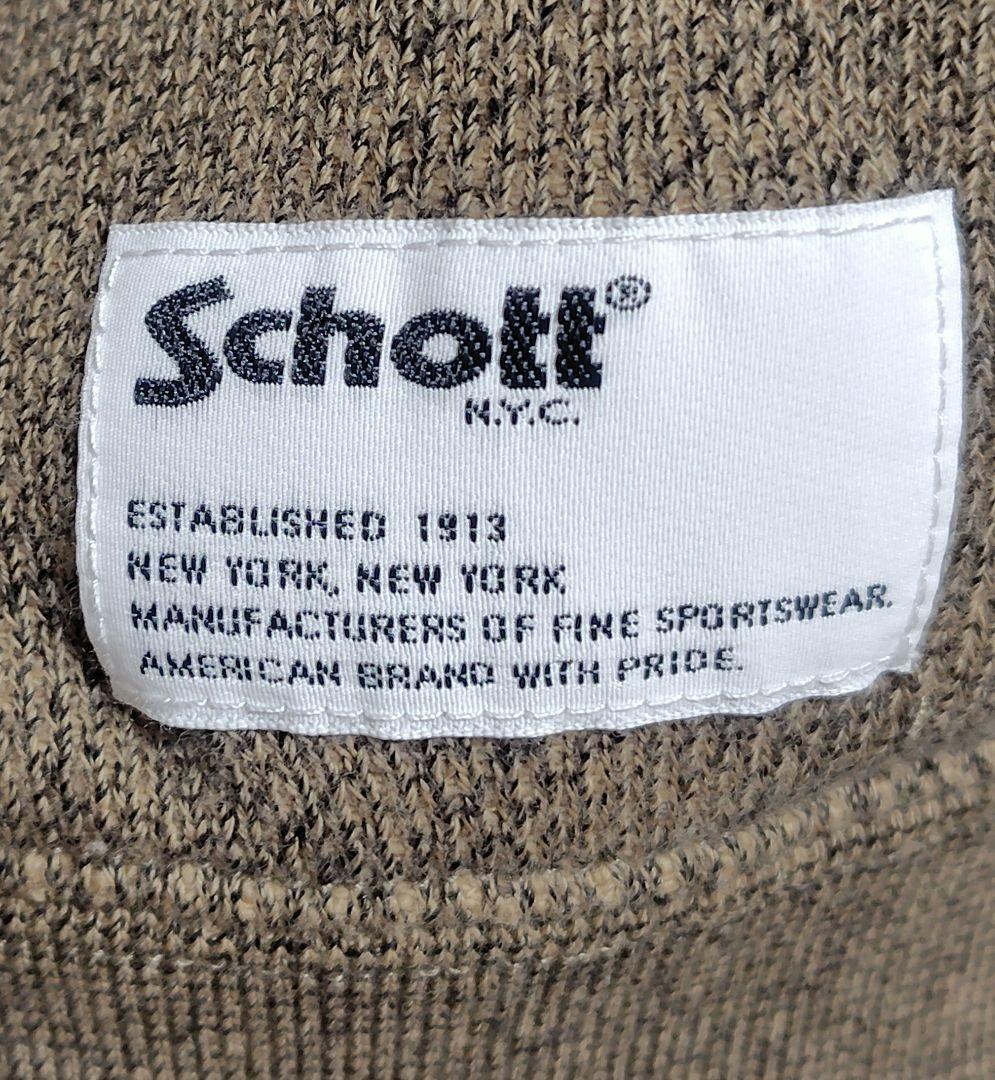 Schott®
N.Y.C.
ESTABLISHED 1913
NEW YORK, NEW YORK
MANUFACTURERS OF FINE SPORTSWEAR.
AMERICAN BRAND WITH PRIDE.